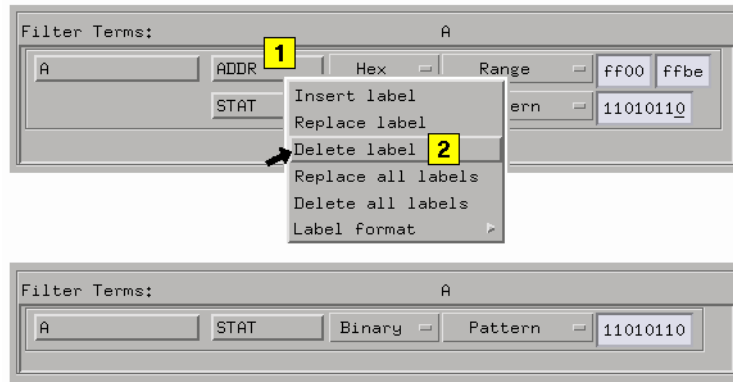 Filter Terms: A
A ADDR 1 Hex Range ff00 ffbe
STAT ern 11010110
Insert label
Replace label
Delete label 2
Replace all labels
Delete all labels
Label format
Filter Terms: A
A STAT Binary Pattern 11010110